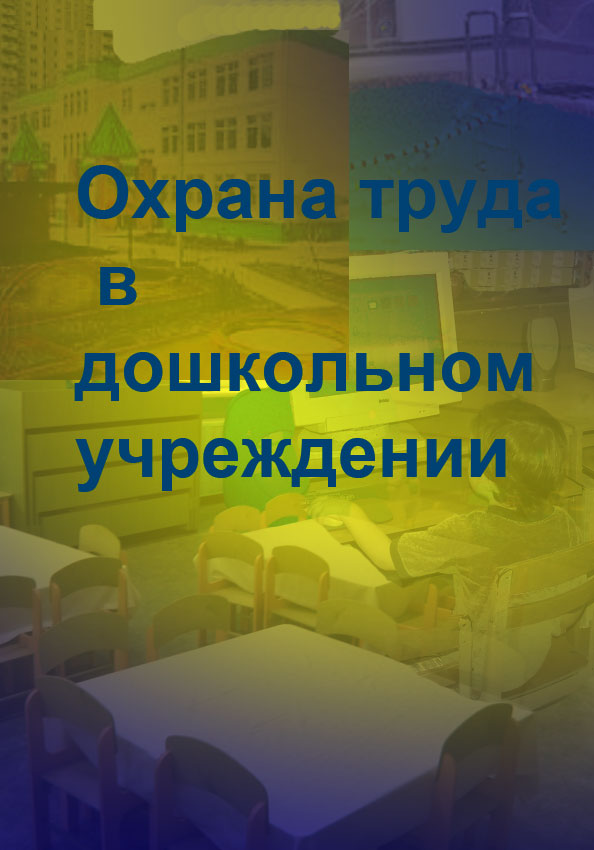 Охрана труда
в
дошкольном
учреждении